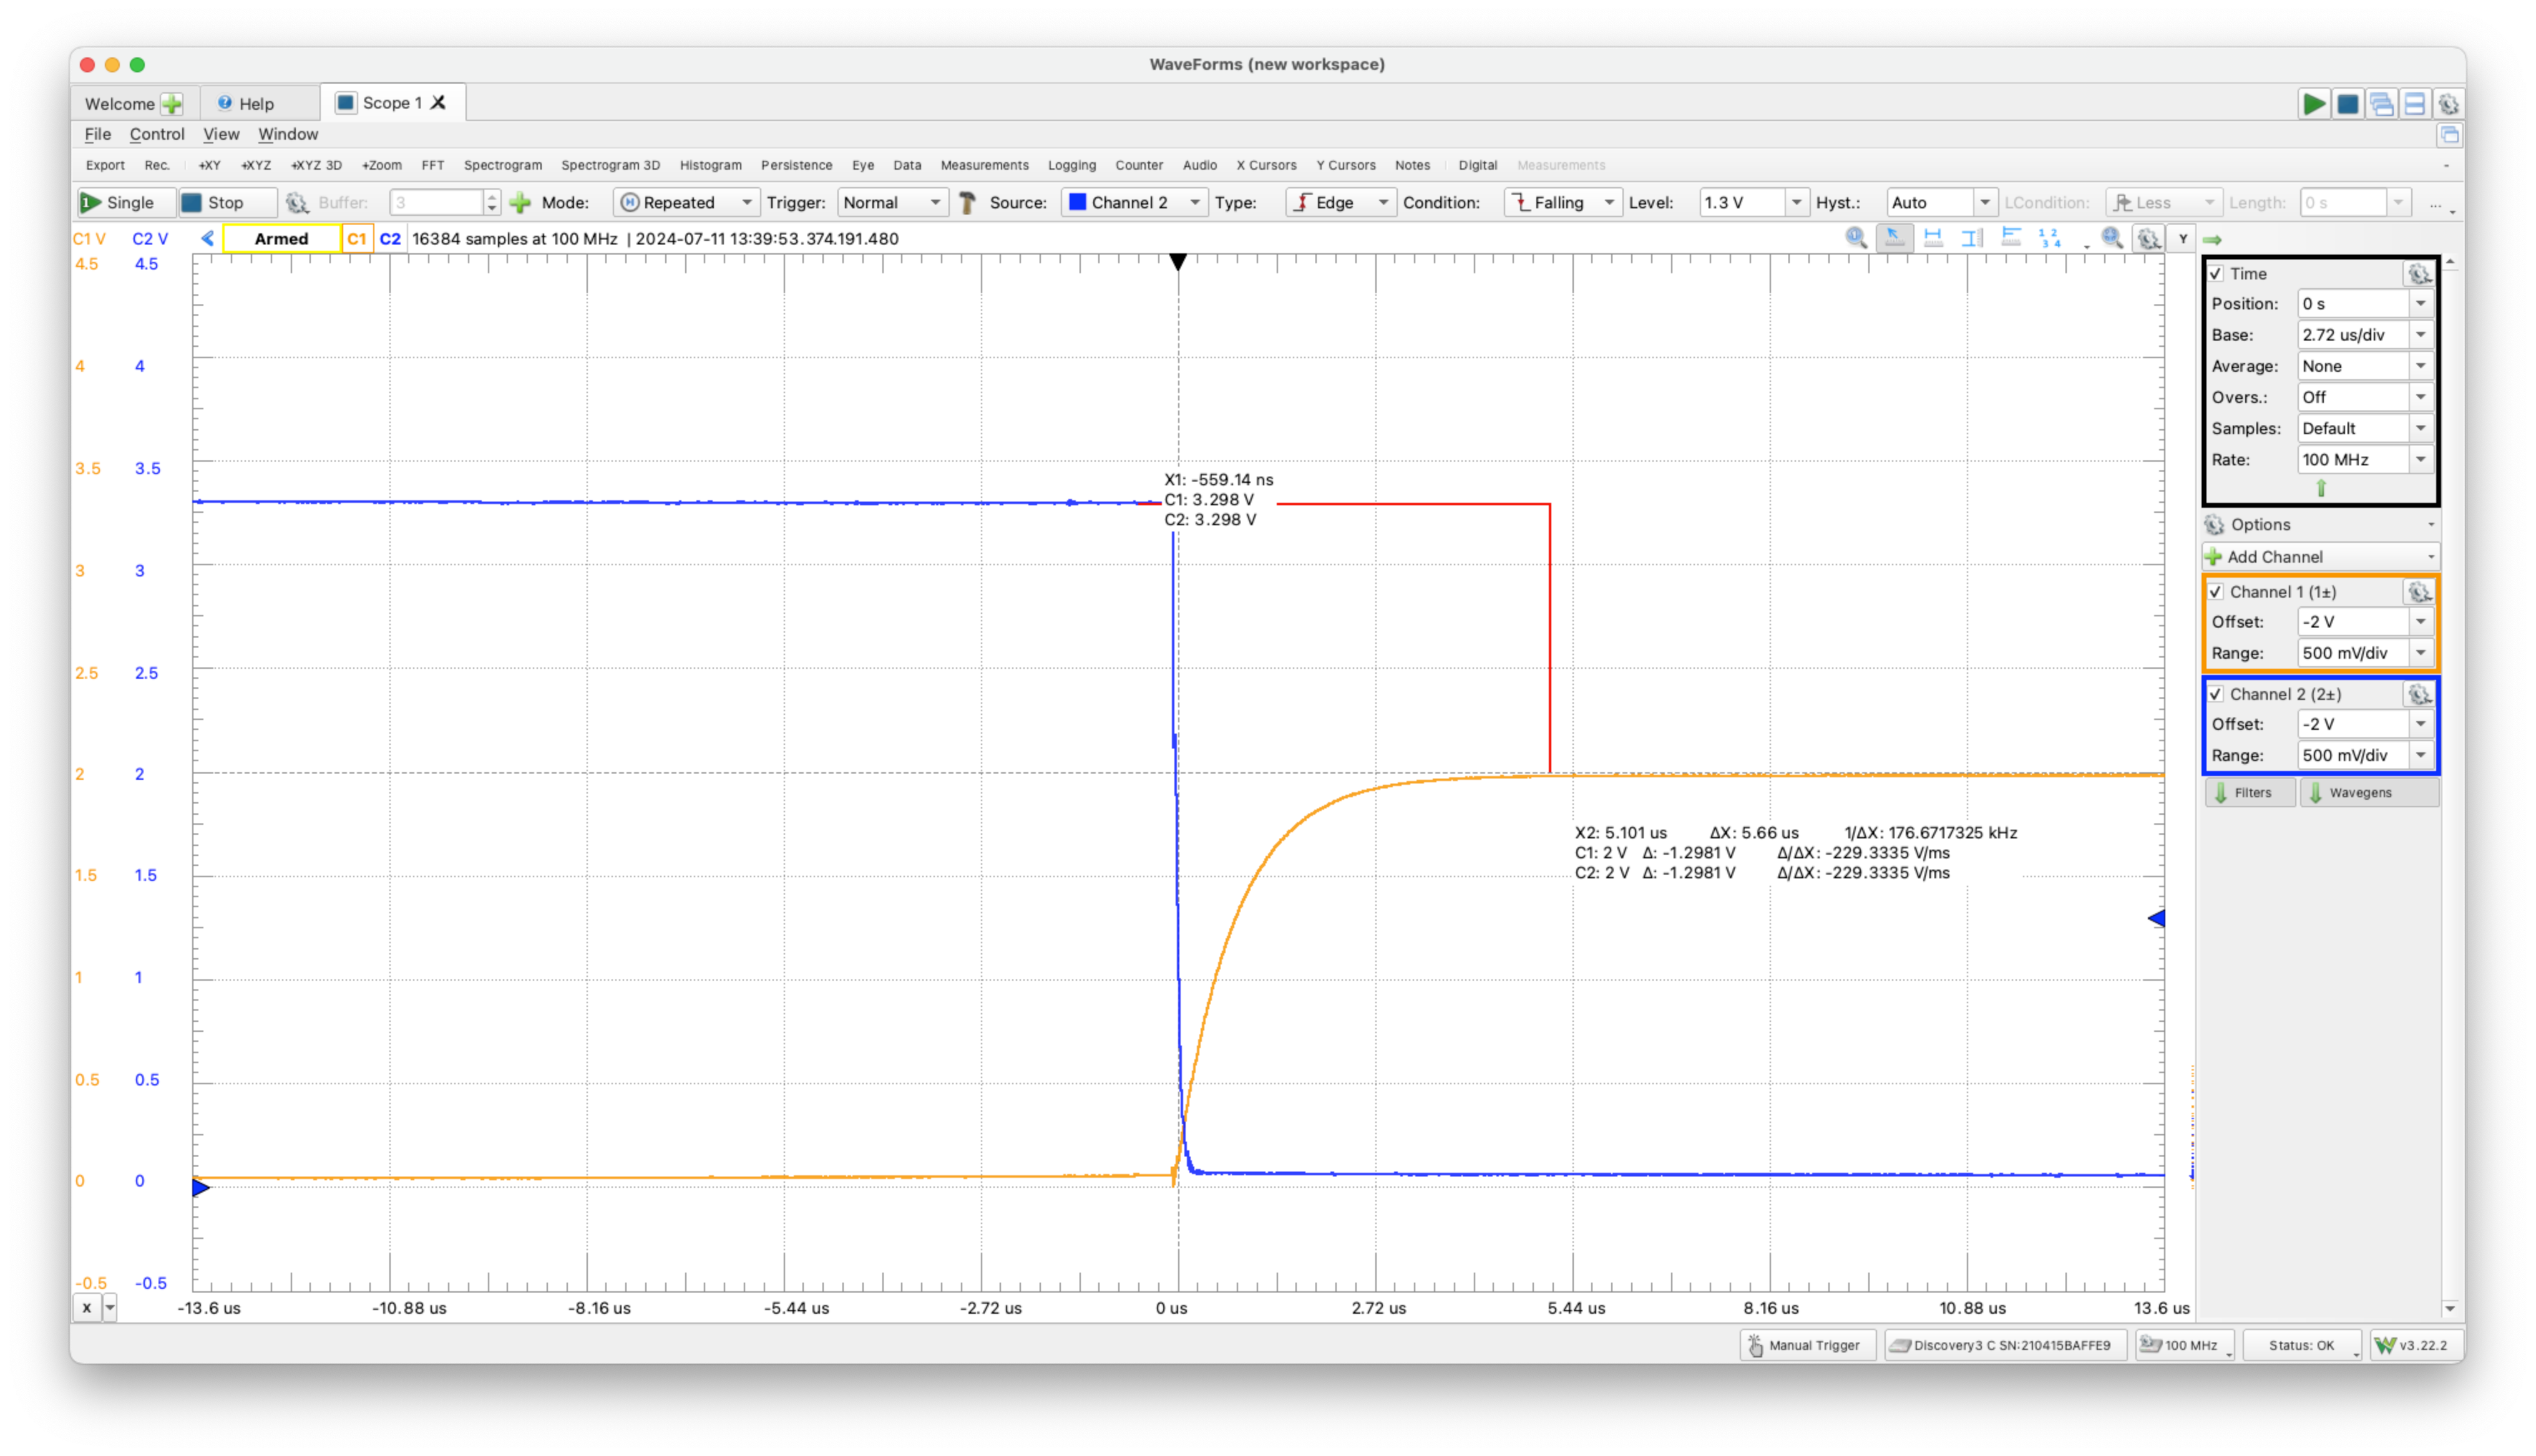 WaveForms (new workspace)
Welcome Help Scope 1 X
File Control View Window
Export Rec. +XY +XYZ +XYZ 3D +Zoom FFT Spectrogram Spectrogram 3D Histogram Persistence Eye Data Measurements Logging Counter Audio X Cursors Y Cursors Notes Digital Measurements
1 Single Stop Buffer: 3 Mode: Repeated Trigger: Normal Source: Channel 2 Type: Edge Condition: Falling Level: 1.3 V Hyst.: Auto LCondition: Less Length: 0 s ...
C1 V C2 V Armed C1 C2 16384 samples at 100 MHz | 2024-07-11 13:39:53.374.191.480 1 2 3 4 Y
4.5 4.5
4 4
3.5 3.5
3 3
2.5 2.5
2 2
1.5 1.5
1 1
0.5 0.5
0 0
-0.5 -0.5
X1: -559.14 ns
C1: 3.298 V
C2: 3.298 V
X2: 5.101 us ΔX: 5.66 us 1/ΔX: 176.6717325 kHz
C1: 2 V Δ: -1.2981 V Δ/ΔX: -229.3335 V/ms
C2: 2 V Δ: -1.2981 V Δ/ΔX: -229.3335 V/ms
X -13.6 us -10.88 us -8.16 us -5.44 us -2.72 us 0 us 2.72 us 5.44 us 8.16 us 10.88 us 13.6 us
Time
Position: 0 s
Base: 2.72 us/div
Average: None
Overs.: Off
Samples: Default
Rate: 100 MHz
Options
Add Channel
Channel 1 (1±)
Offset: -2 V
Range: 500 mV/div
Channel 2 (2±)
Offset: -2 V
Range: 500 mV/div
Filters Wavegens
Manual Trigger Discovery3 C SN:210415BAFFE9 100 MHz Status: OK W v3.22.2